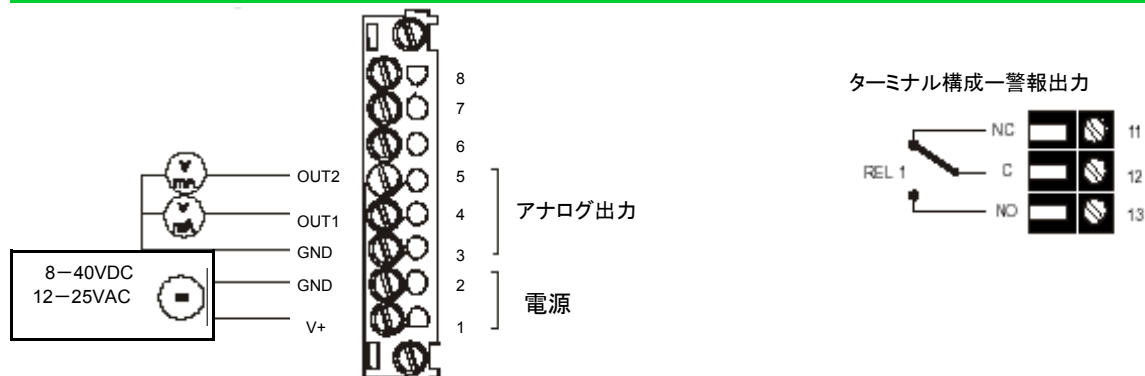 8
7
6
OUT2 5
OUT1 4
GND 3
アナログ出力
GND 2
V+ 1
電源
8－40VDC
12－25VAC
V
mA
V
mA
ターミナル構成ー警報出力
NC 11
REL 1 C 12
NO 13